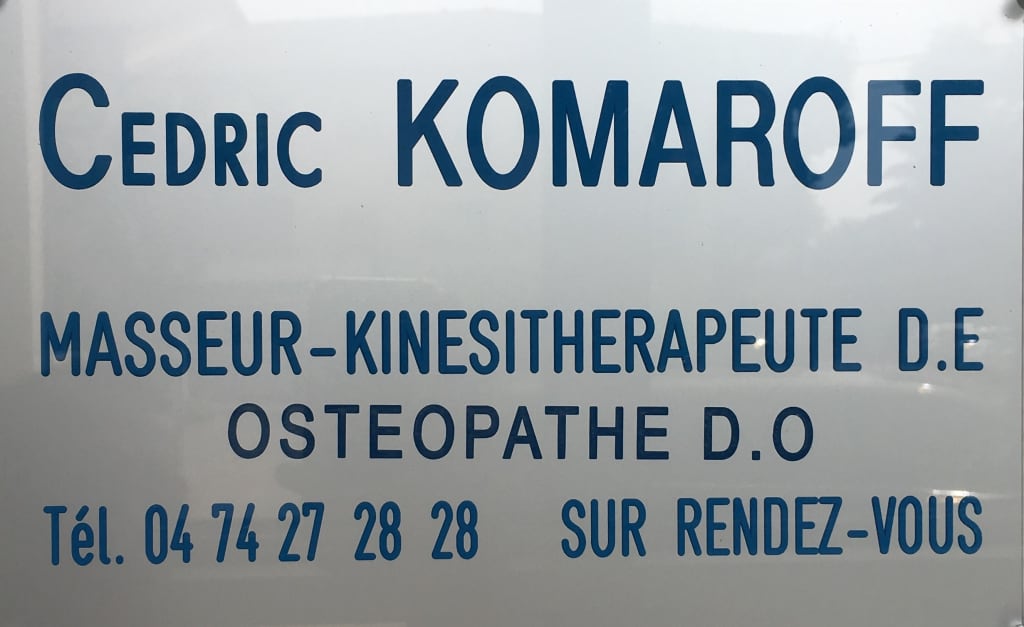 CEDRIC KOMAROFF
MASSEUR-KINESITHERAPEUTE D.E
OSTEOPATHE D.O
Tél. 04 74 27 28 28 SUR RENDEZ-VOUS